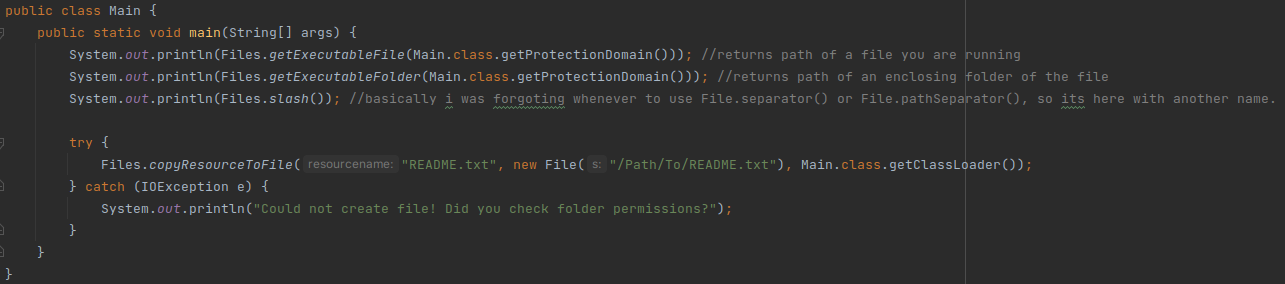 public class Main {
public static void main(String[] args) {
System.out.println(Files.getExecutableFile(Main.class.getProtectionDomain())); //returns path of a file you are running
System.out.println(Files.getExecutableFolder(Main.class.getProtectionDomain())); //returns path of an enclosing folder of the file
System.out.println(Files.slash()); //basically i was forgoting whenever to use File.separator() or File.pathSeparator(), so its here with another name.
try {
Files.copyResourceToFile( resourcename: "README.txt", new File( s: "/Path/To/README.txt"), Main.class.getClassLoader());
} catch (IOException e) {
System.out.println("Could not create file! Did you check folder permissions?");
}
}
}